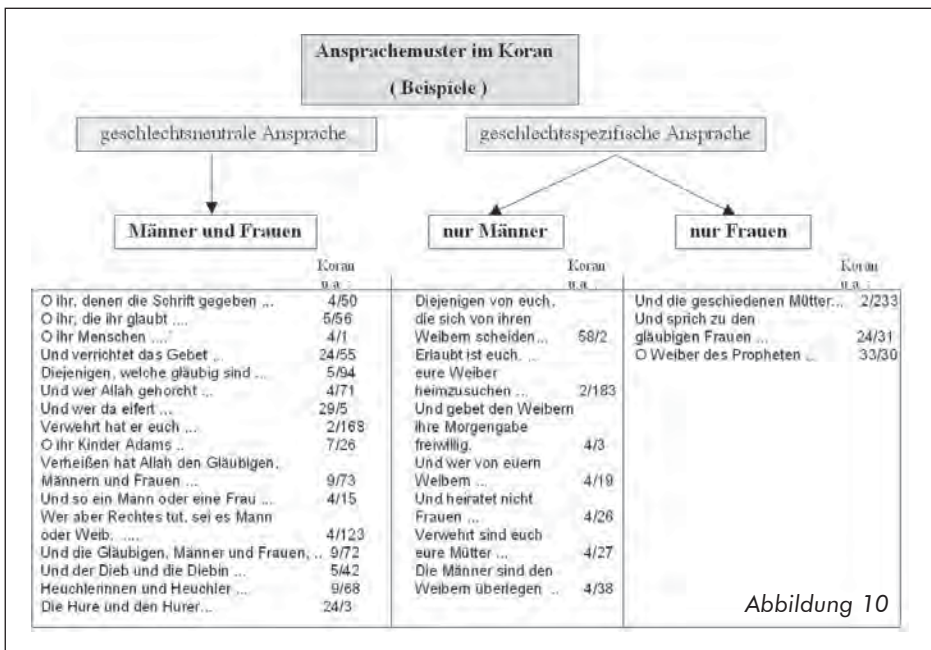 Ansprachemuster im Koran
( Beispiele )
geschlechtsneutrale Ansprache
geschlechtsspezifische Ansprache
Männer und Frauen
nur Männer
nur Frauen
Koran
u.a.
O ihr, denen die Schrift gegeben ... 4/50
O ihr, die ihr glaubt .... 5/56
O ihr Menschen .... 4/1
Und verrichtet das Gebet .. 24/55
Diejenigen, welche gläubig sind ... 5/94
Und wer Allah gehorcht ... 4/71
Und wer da eifert ... 29/5
Verwehrt hat er euch ... 2/168
O ihr Kinder Adams .. 7/26
Verheißen hat Allah den Gläubigen,
Männern und Frauen ... 9/73
Und so ein Mann oder eine Frau ... 4/15
Wer aber Rechtes tut, sei es Mann
oder Weib, ..... 4/123
Und die Gläubigen, Männer und Frauen, .. 9/72
Und der Dieb und die Diebin ... 5/42
Heuchlerinnen und Heuchler ... 9/68
Die Hure und den Hurer... 24/3
Koran
u.a.
Diejenigen von euch,
die sich von ihren
Weibern scheiden... 58/2
Erlaubt ist euch, ...
eure Weiber
heimzusuchen ... 2/183
Und gebet den Weibern
ihre Morgengabe
freiwillig. 4/3
Und wer von euern
Weibern ... 4/19
Und heiratet nicht
Frauen ... 4/26
Verwehrt sind euch
eure Mütter ... 4/27
Die Männer sind den
Weibern überlegen .. 4/38
Koran
u.a.
Und die geschiedenen Mütter... 2/233
Und sprich zu den
gläubigen Frauen ... 24/31
O Weiber des Propheten .. 33/30
Abbildung 10